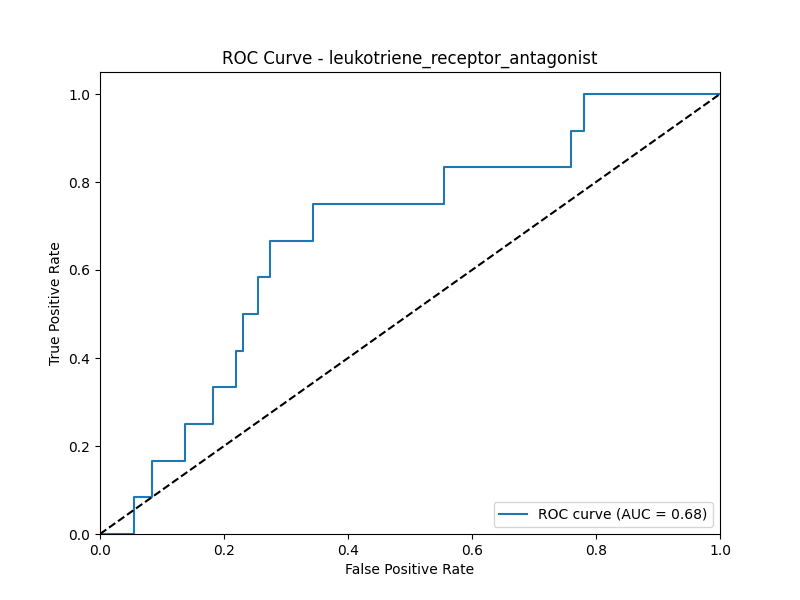 ROC Curve - leukotriene_receptor_antagonist
True Positive Rate
1.0
0.8
0.6
0.4
0.2
0.0
0.0 0.2 0.4 0.6 0.8 1.0
False Positive Rate
ROC curve (AUC = 0.68)